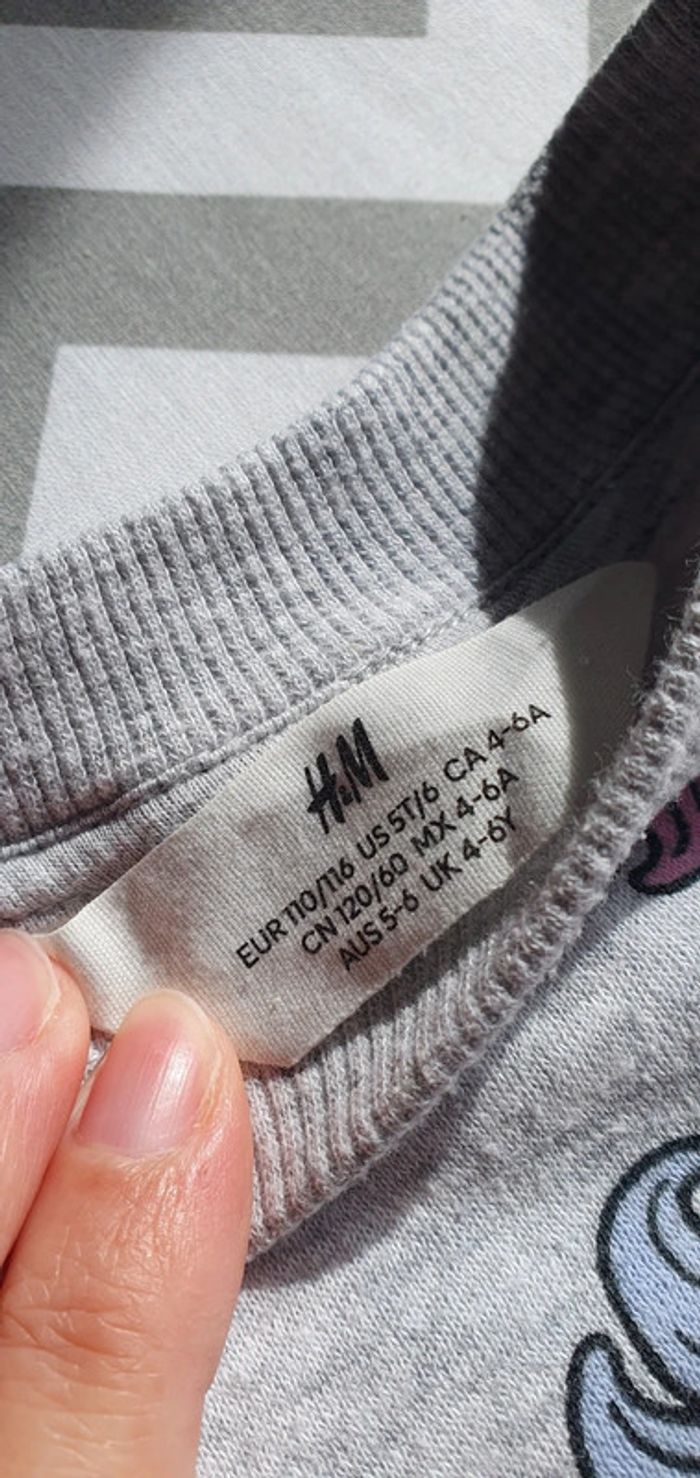 H&M
EUR 110/116 US 5T/6 CA 4-6A
CN 120/60 MX 4-6A
AUS 5-6 UK 4-6Y